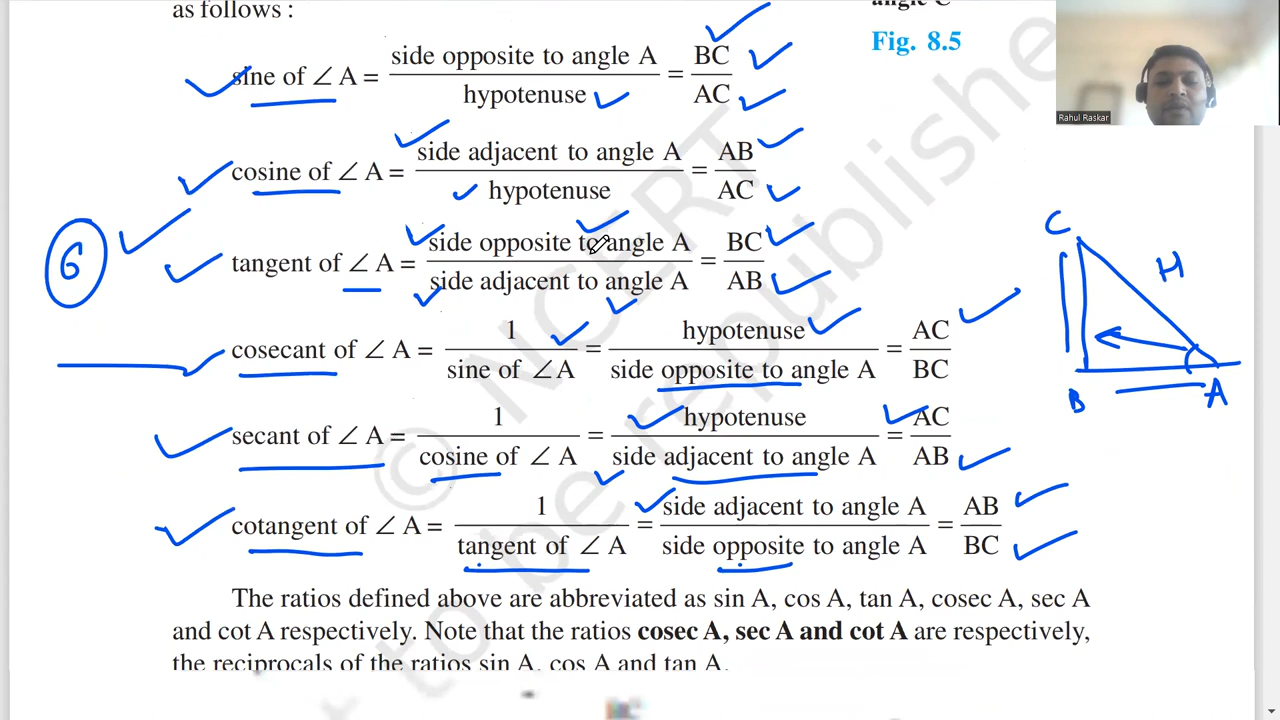 as follows :
angle C
Fig. 8.5
Rahul Raskar
sine of ∠ A = side opposite to angle A / hypotenuse = BC / AC
cosine of ∠ A = side adjacent to angle A / hypotenuse = AB / AC
6
tangent of ∠ A = side opposite to angle A / side adjacent to angle A = BC / AB
C
H
B
A
cosecant of ∠ A = 1 / sine of ∠ A = hypotenuse / side opposite to angle A = AC / BC
secant of ∠ A = 1 / cosine of ∠ A = hypotenuse / side adjacent to angle A = AC / AB
cotangent of ∠ A = 1 / tangent of ∠ A = side adjacent to angle A / side opposite to angle A = AB / BC
The ratios defined above are abbreviated as sin A, cos A, tan A, cosec A, sec A
and cot A respectively. Note that the ratios cosec A, sec A and cot A are respectively,
the reciprocals of the ratios sin A, cos A and tan A.
© NCERT
to be republishe